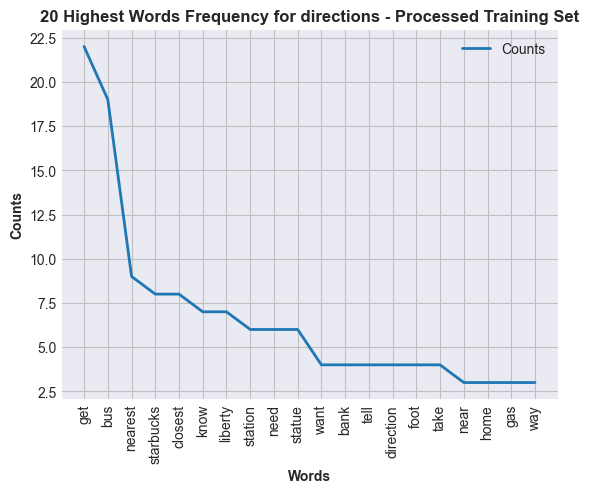 20 Highest Words Frequency for directions - Processed Training Set
Counts
22.5
20.0
17.5
15.0
12.5
10.0
7.5
5.0
2.5
Counts
get
bus
nearest
starbucks
closest
know
liberty
station
need
statue
want
bank
tell
direction
foot
take
near
home
gas
way
Words